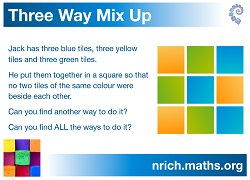 Three Way Mix Up
Jack has three blue tiles, three yellow
tiles and three green tiles.
He put them together in a square so that
no two tiles of the same colour were
beside each other.
Can you find another way to do it?
Can you find ALL the ways to do it?
nrich.maths.org